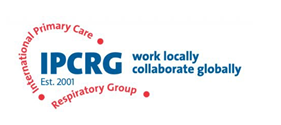 International Primary Care
IPCRG
Est. 2001
Respiratory Group
work locally
collaborate globally